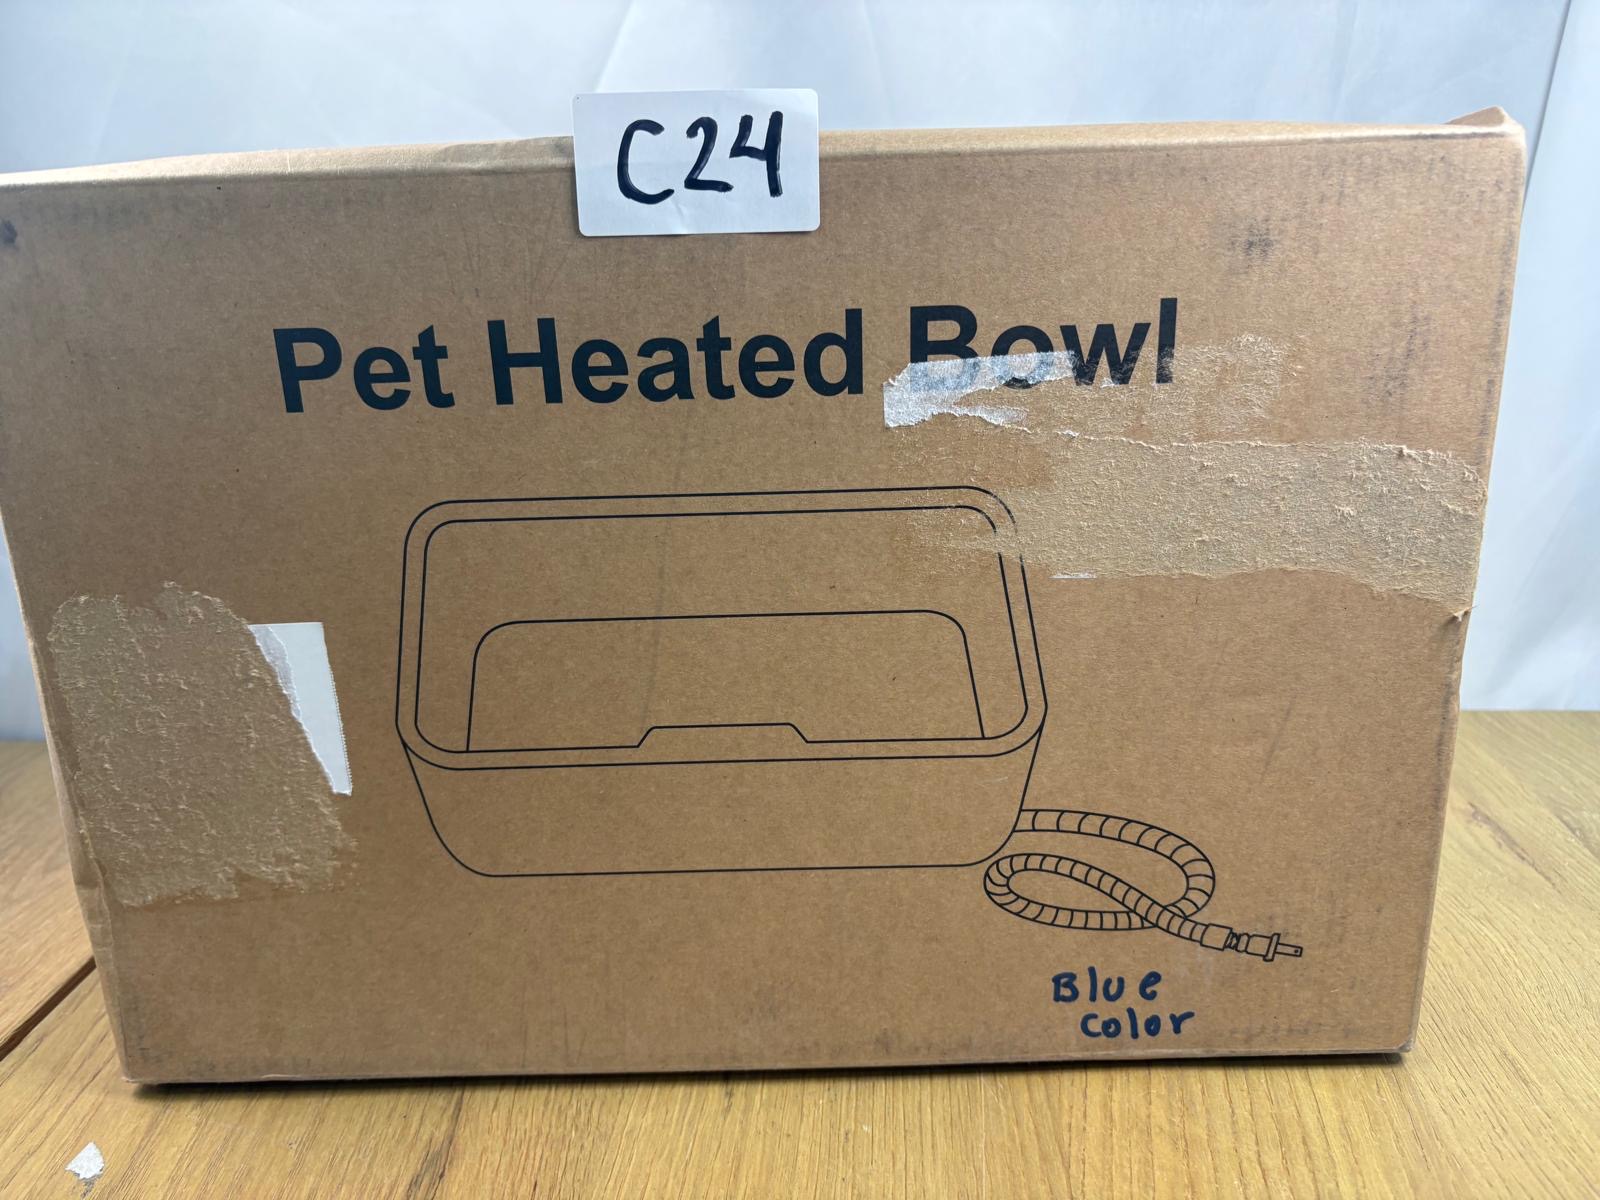 C24
Pet Heated Bowl
Blue
Color